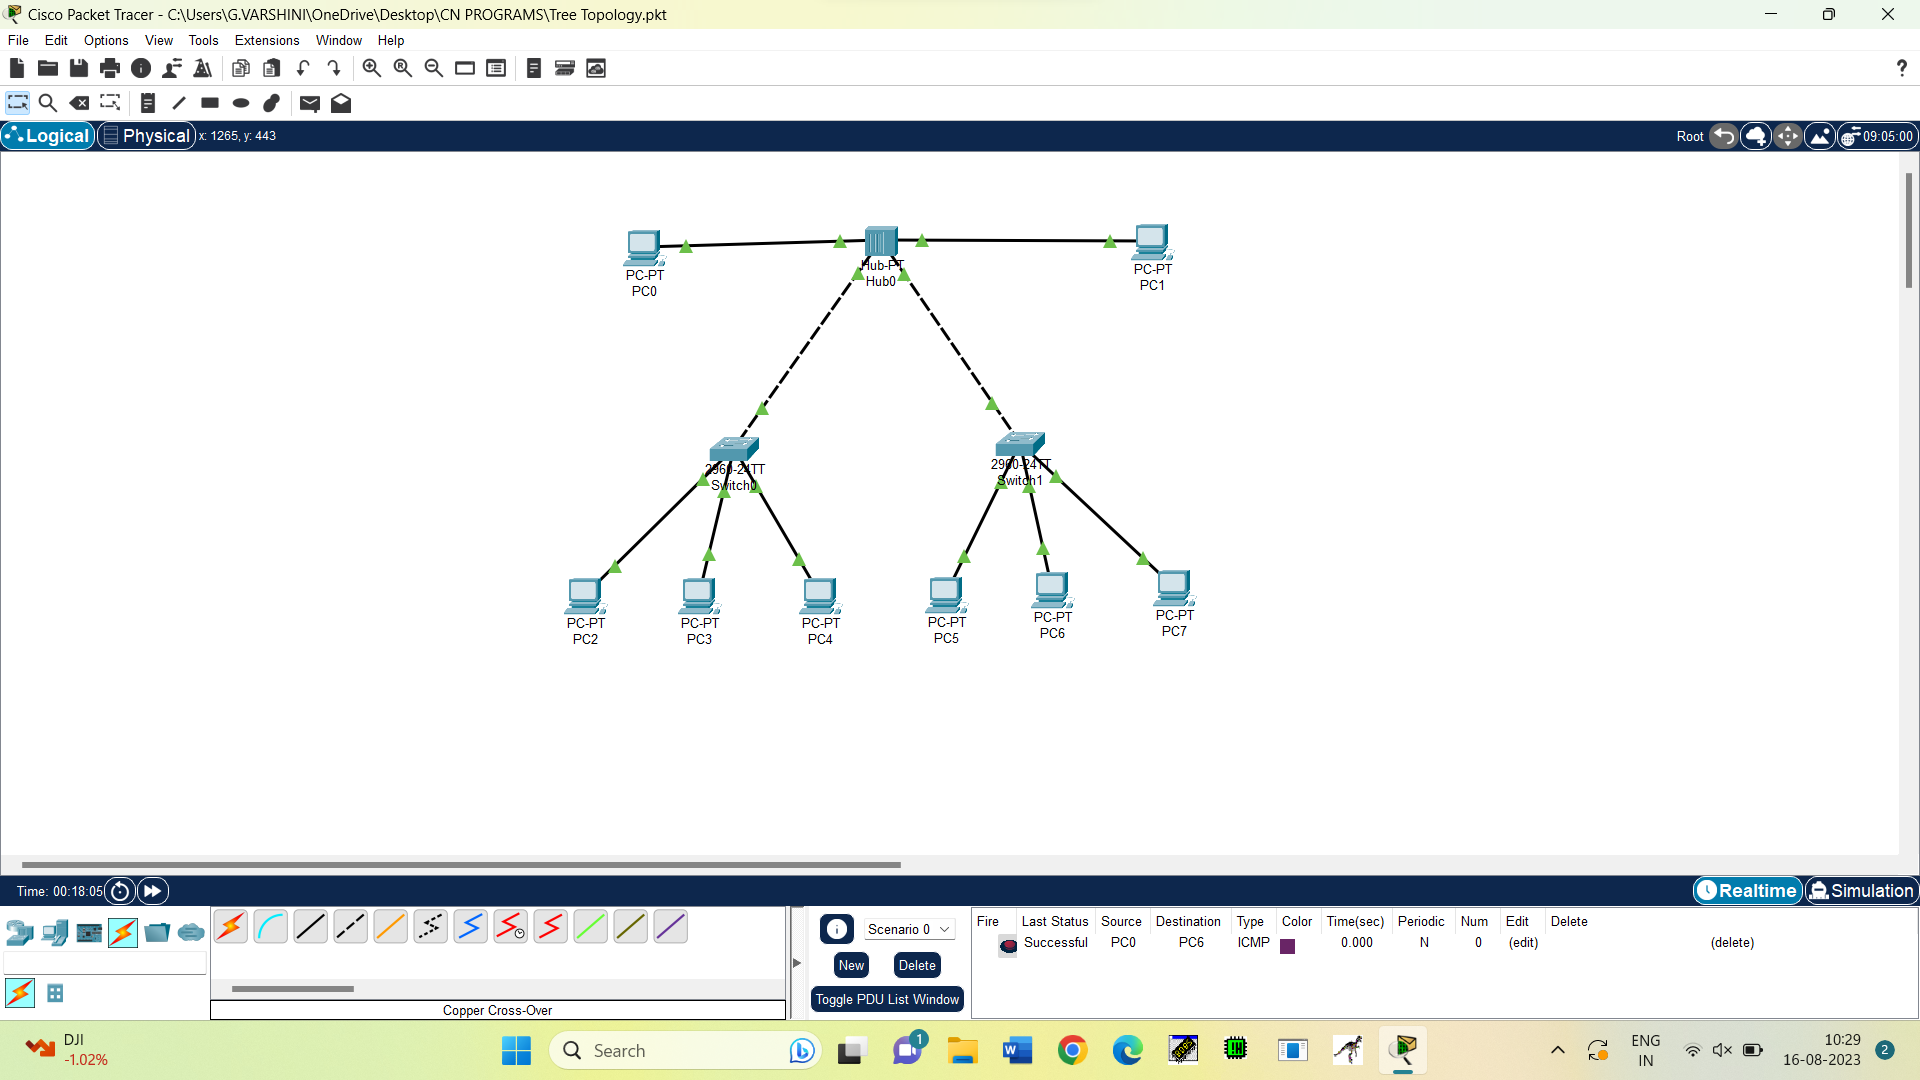 Cisco Packet Tracer - C:\Users\G.VARSHINI\OneDrive\Desktop\CN PROGRAMS\Tree Topology.pkt
File Edit Options View Tools Extensions Window Help
?
Logical Physical x: 1265, y: 443 Root 09:05:00
PC-PT
PC0
Hub-PT
Hub0
PC-PT
PC1
2960-24TT
Switch0
2960-24TT
Switch1
PC-PT
PC2
PC-PT
PC3
PC-PT
PC4
PC-PT
PC5
PC-PT
PC6
PC-PT
PC7
Time: 00:18:05 Realtime Simulation
Scenario 0
New Delete
Toggle PDU List Window
Fire Last Status Source Destination Type Color Time(sec) Periodic Num Edit Delete
Successful PC0 PC6 ICMP 0.000 N 0 (edit) (delete)
Copper Cross-Over
DJI
-1.02%
Search
1
ENG
IN
10:29
16-08-2023
2